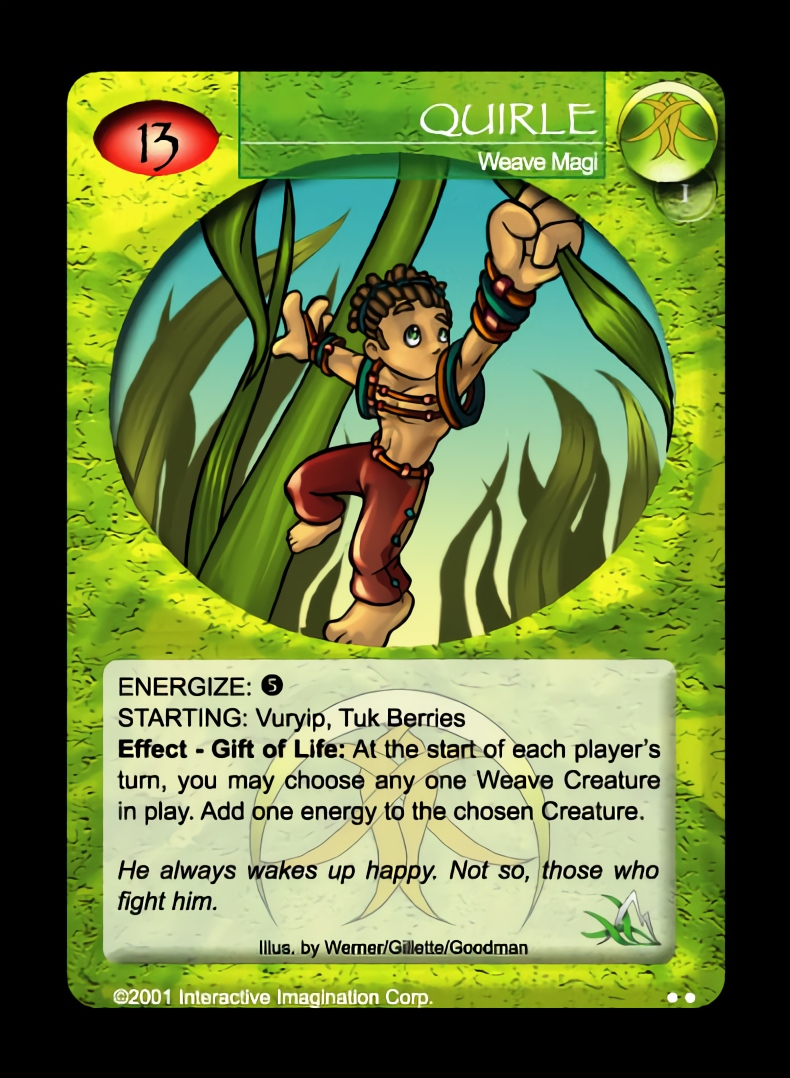 13
QUIRLE
Weave Magi
I
ENERGIZE: ❺
STARTING: Vuryip, Tuk Berries
Effect - Gift of Life: At the start of each player's
turn, you may choose any one Weave Creature
in play. Add one energy to the chosen Creature.
He always wakes up happy. Not so, those who
fight him.
Illus. by Werner/Gillette/Goodman
©2001 Interactive Imagination Corp.